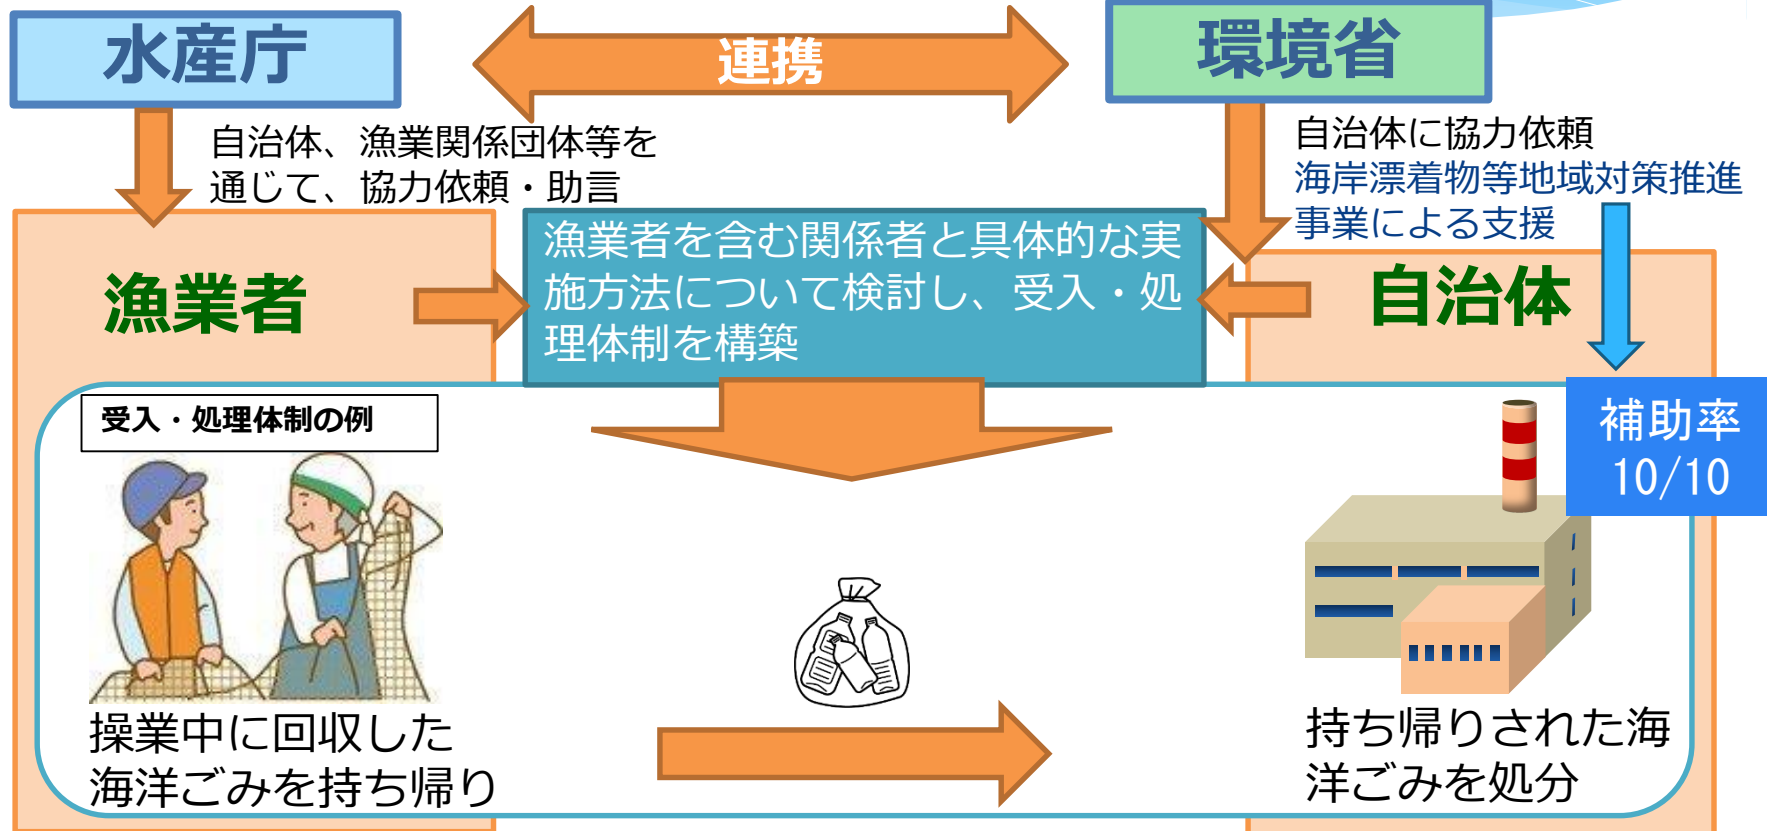 水産庁
連携
環境省
自治体、漁業関係団体等を
通じて、協力依頼・助言
自治体に協力依頼
海岸漂着物等地域対策推進
事業による支援
漁業者
漁業者を含む関係者と具体的な実
施方法について検討し、受入・処
理体制を構築
自治体
補助率
10/10
受入・処理体制の例
操業中に回収した
海洋ごみを持ち帰り
持ち帰りされた海
洋ごみを処分